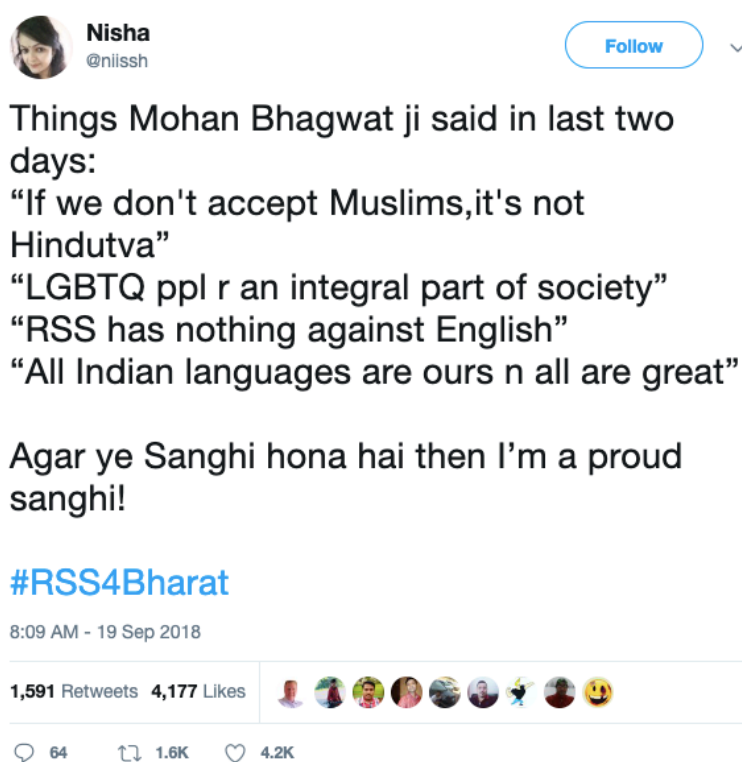 Nisha
@niissh
Follow
Things Mohan Bhagwat ji said in last two
days:
“If we don't accept Muslims,it's not
Hindutva”
“LGBTQ ppl r an integral part of society”
“RSS has nothing against English”
“All Indian languages are ours n all are great”
Agar ye Sanghi hona hai then I’m a proud
sanghi!
#RSS4Bharat
8:09 AM - 19 Sep 2018
1,591 Retweets 4,177 Likes
64 1.6K 4.2K